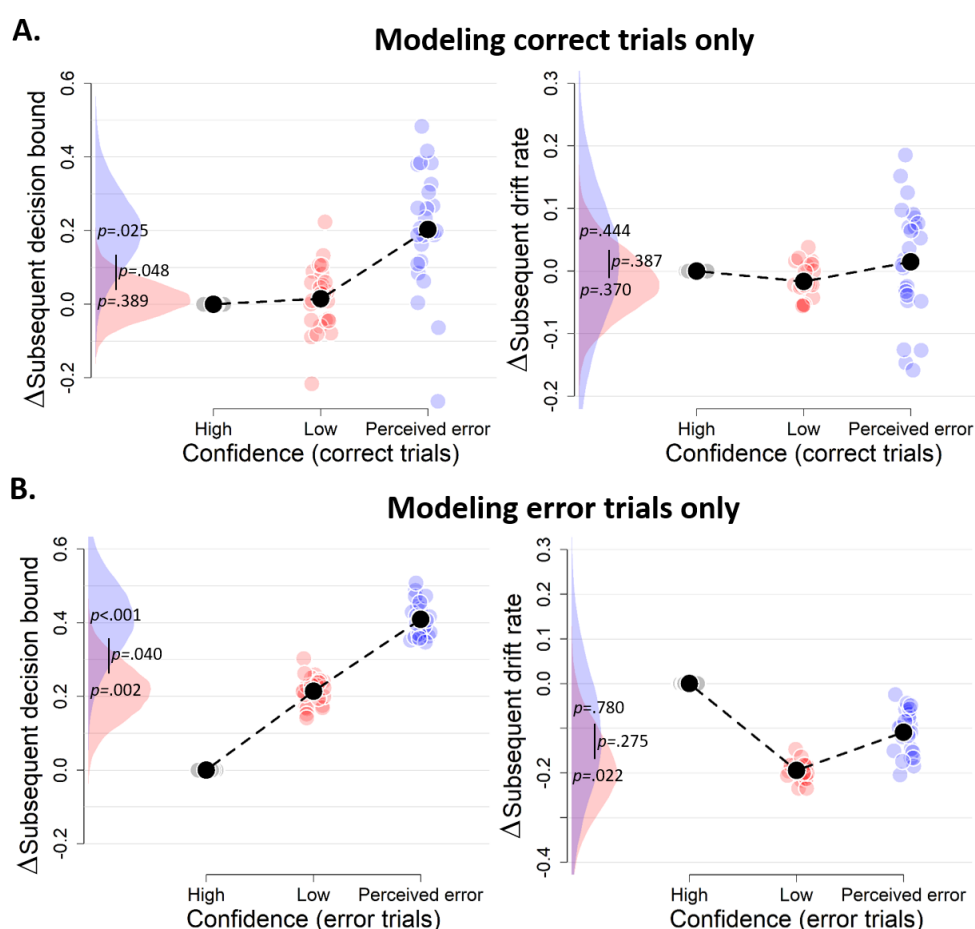 A.
Modeling correct trials only
ΔSubsequent decision bound
0.6
0.4
0.2
0.0
-0.2
p=.025
p=.048
p=.389
High
Low
Perceived error
Confidence (correct trials)
ΔSubsequent drift rate
0.3
0.2
0.1
0.0
-0.1
-0.2
p=.444
p=.387
p=.370
High
Low
Perceived error
Confidence (correct trials)
B.
Modeling error trials only
ΔSubsequent decision bound
0.6
0.4
0.2
0.0
-0.2
p<.001
p=.040
p=.002
High
Low
Perceived error
Confidence (error trials)
ΔSubsequent drift rate
0.3
0.1
0.0
-0.2
-0.4
p=.780
p=.275
p=.022
High
Low
Perceived error
Confidence (error trials)